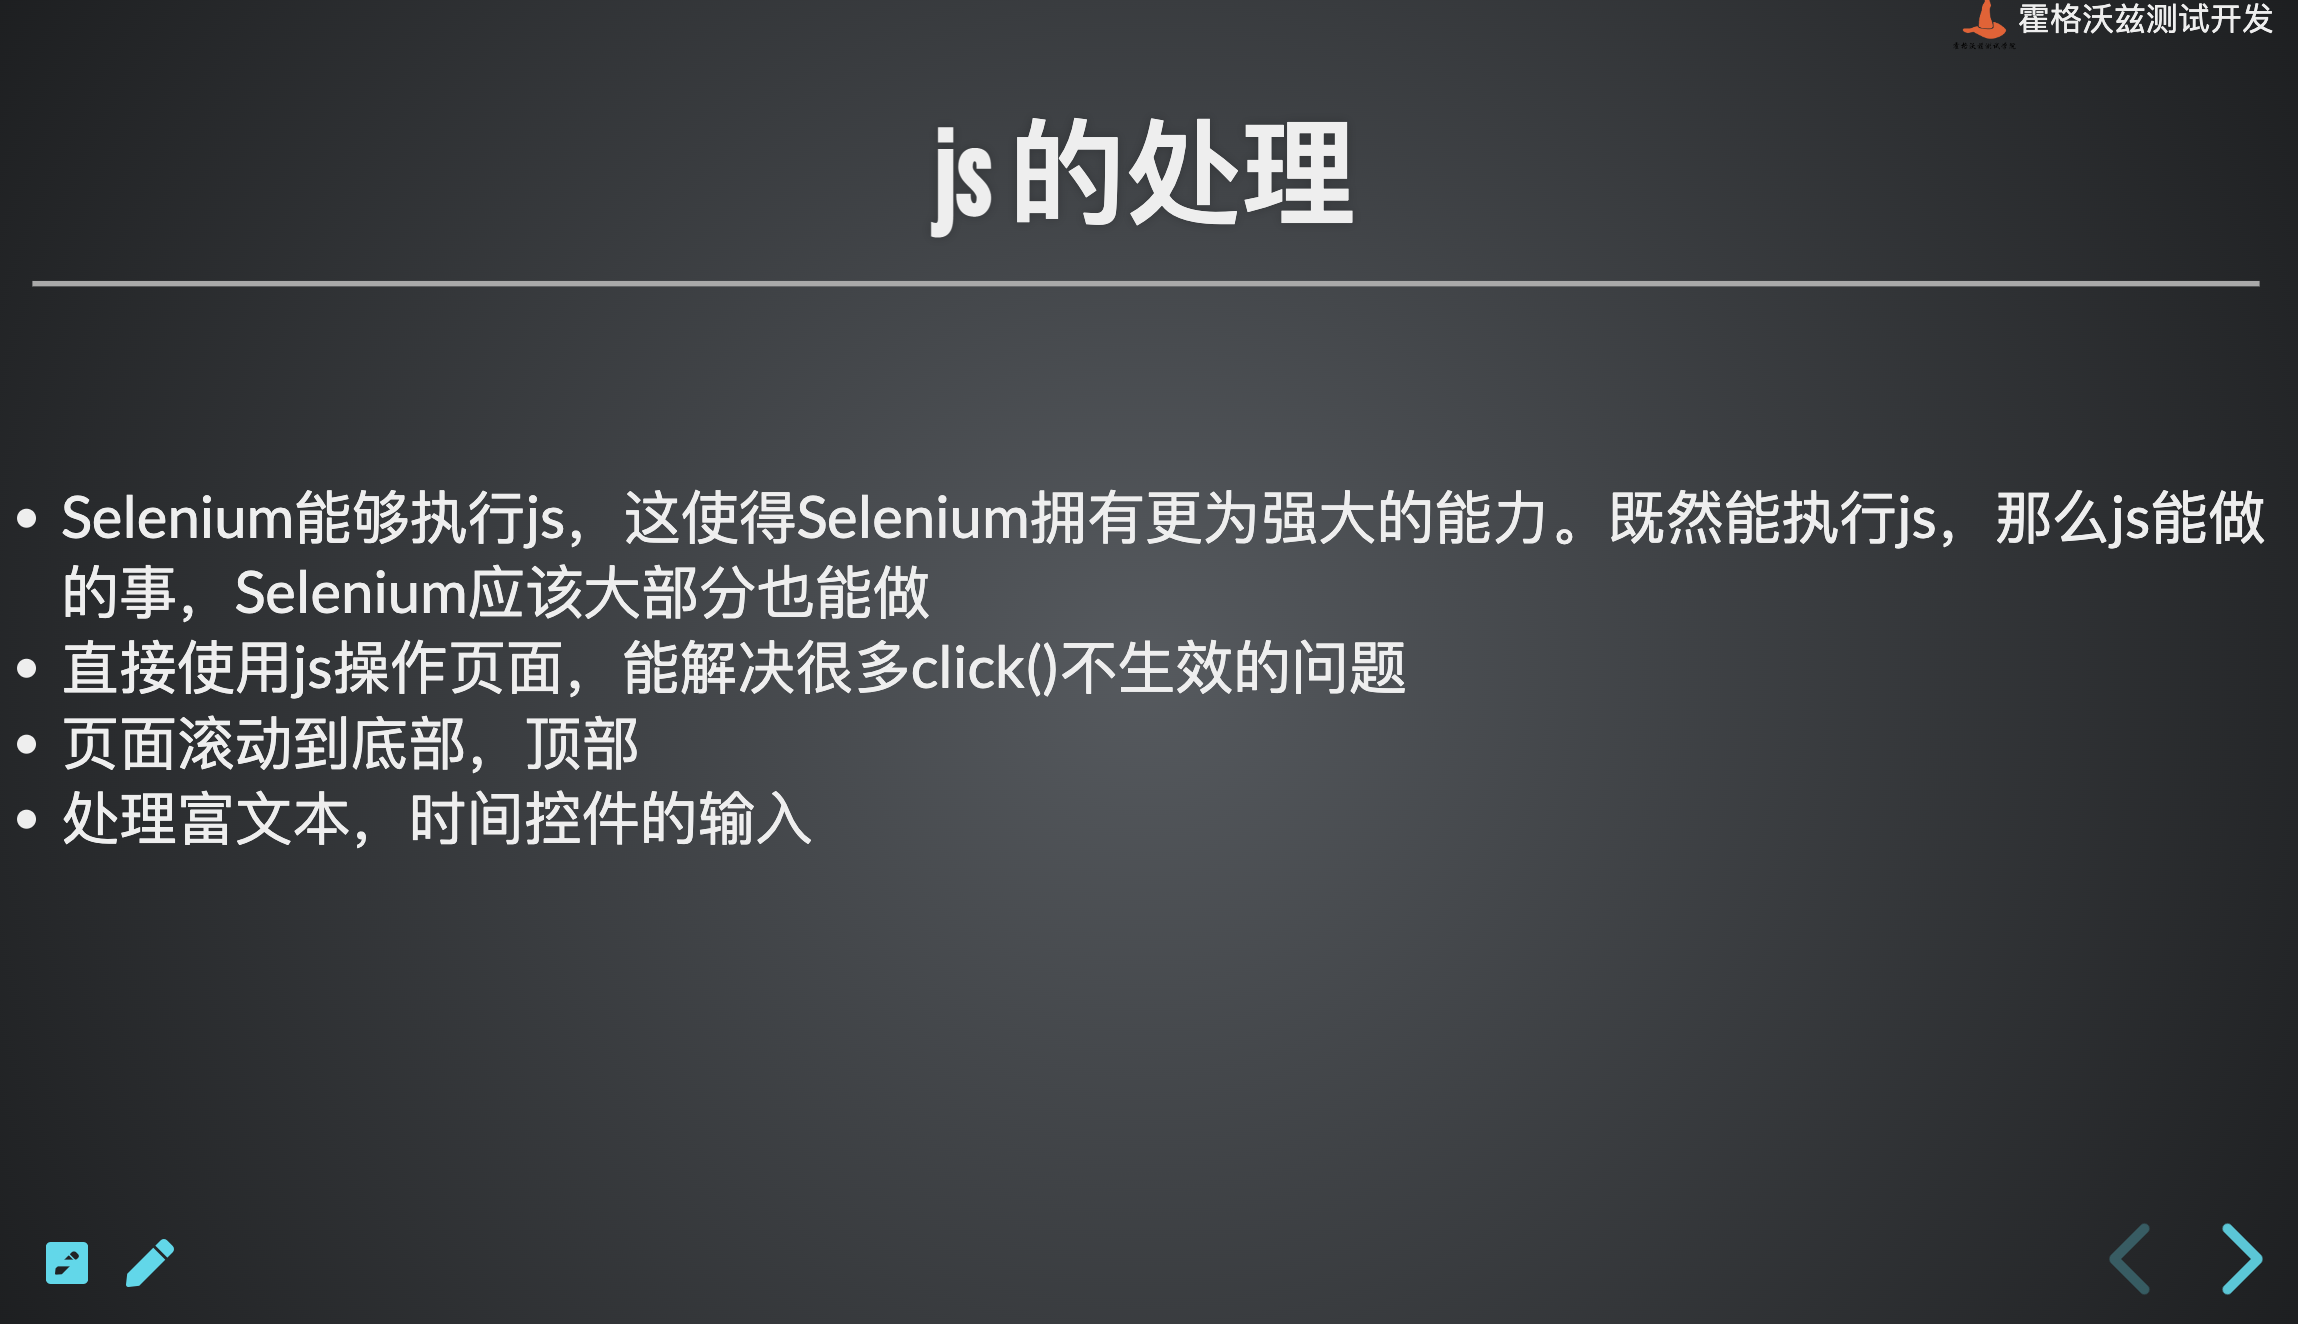 霍格沃兹测试开发
js 的处理
• Selenium能够执行js，这使得Selenium拥有更为强大的能力。既然能执行js，那么js能做
的事，Selenium应该大部分也能做
• 直接使用js操作页面，能解决很多click()不生效的问题
• 页面滚动到底部，顶部
• 处理富文本，时间控件的输入